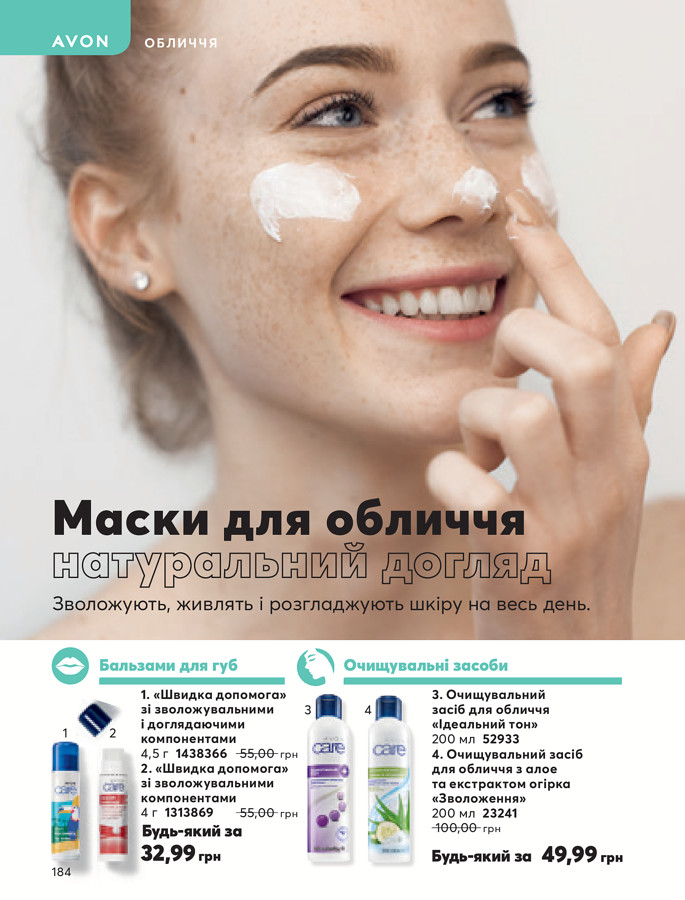 AVON
ОБЛИЧЧЯ
Маски для обличчя
натуральний догляд
Зволожують, живлять і розгладжують шкіру на весь день.
Бальзами для губ
1
2
care
care
1. «Швидка допомога»
зі зволожувальними
і доглядаючими
компонентами
4,5 г 1438366 55,00 грн
2. «Швидка допомога»
зі зволожувальними
компонентами
4 г 1313869 55,00 грн
Будь-який за
32,99 грн
Очищувальні засоби
3
4
AVON
care
AVON
care
3. Очищувальний
засіб для обличчя
«Ідеальний тон»
200 мл 52933
4. Очищувальний засіб
для обличчя з алое
та екстрактом огірка
«Зволоження»
200 мл 23241
100,00 грн
Будь-який за 49,99 грн
184